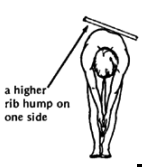 a higher
rib hump on
one side